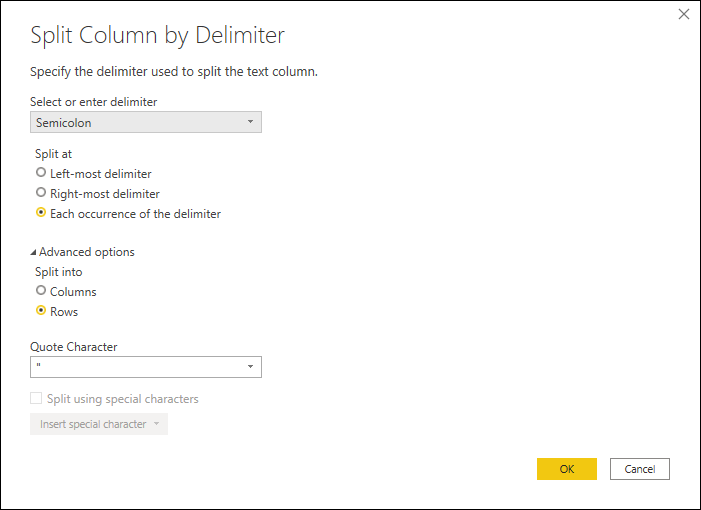 Split Column by Delimiter
Specify the delimiter used to split the text column.
Select or enter delimiter
Semicolon
Split at
Left-most delimiter
Right-most delimiter
Each occurrence of the delimiter
Advanced options
Split into
Columns
Rows
Quote Character
"
Split using special characters
Insert special character
OK
Cancel